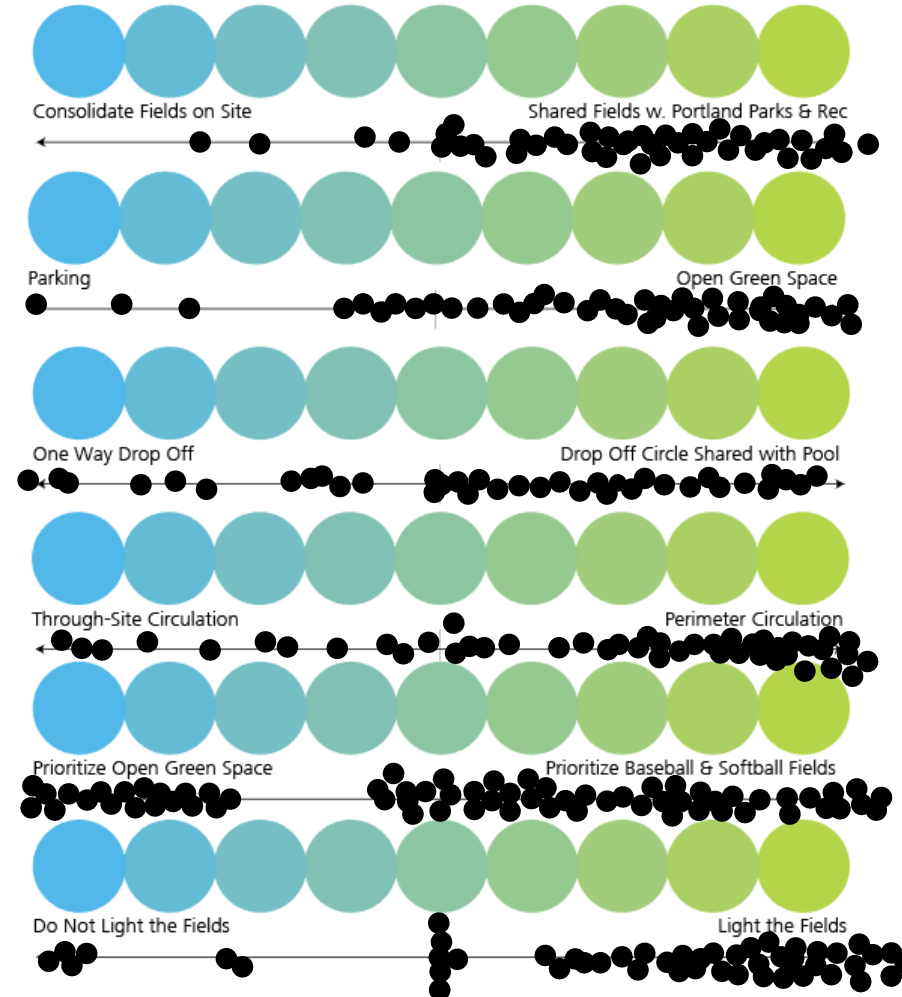 Consolidate Fields on Site
Shared Fields w. Portland Parks & Rec
Parking
Open Green Space
One Way Drop Off
Drop Off Circle Shared with Pool
Through-Site Circulation
Perimeter Circulation
Prioritize Open Green Space
Prioritize Baseball & Softball Fields
Do Not Light the Fields
Light the Fields